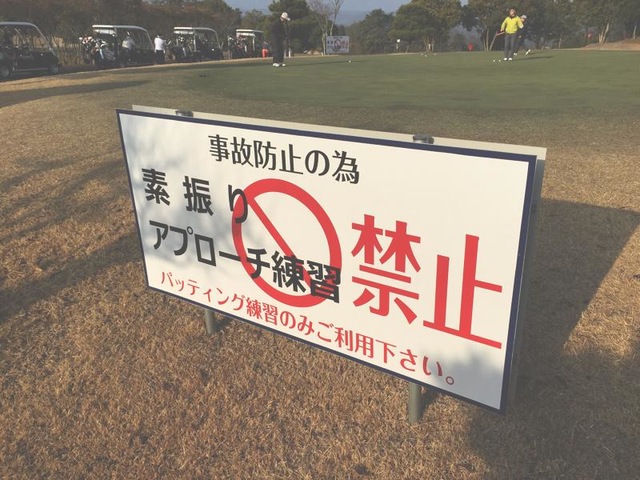 事故防止の為
素振り
アプローチ練習
禁止
パッティング練習のみご利用下さい。